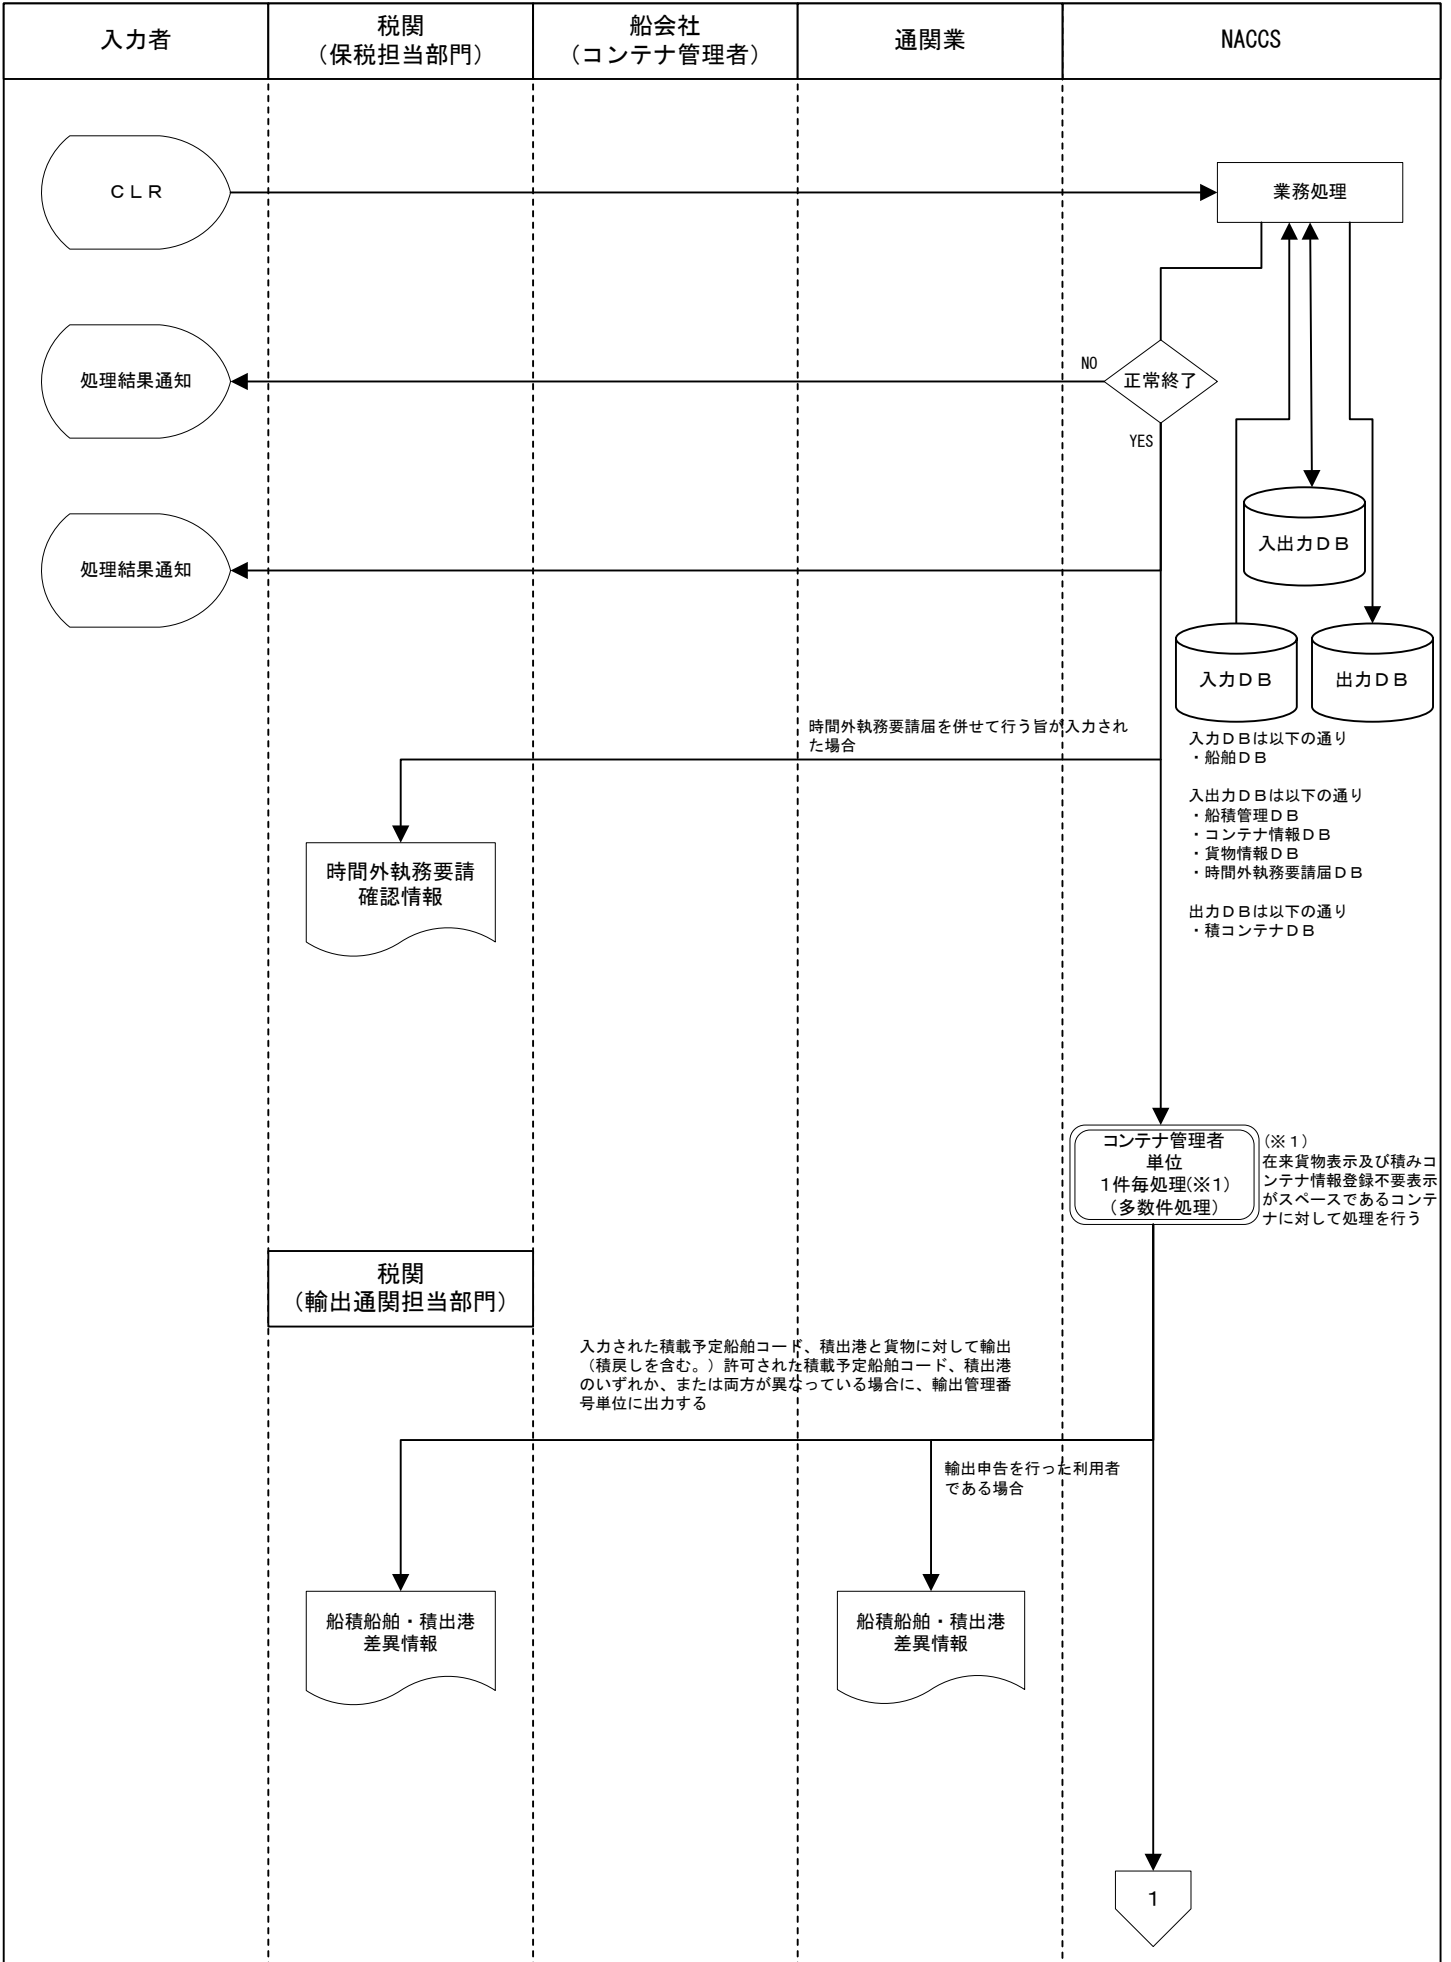 入力者
税関
（保税担当部門）
船会社
（コンテナ管理者）
通関業
NACCS
ＣＬＲ
業務処理
処理結果通知
NO
正常終了
YES
入出力ＤＢ
処理結果通知
入力ＤＢ
出力ＤＢ
時間外執務要請届を併せて行う旨が入力され
た場合
入力ＤＢは以下の通り
・船舶ＤＢ
入出力ＤＢは以下の通り
・船積管理ＤＢ
・コンテナ情報ＤＢ
・貨物情報ＤＢ
・時間外執務要請届ＤＢ
出力ＤＢは以下の通り
・積コンテナＤＢ
時間外執務要請
確認情報
コンテナ管理者
単位
1件毎処理(※1)
（多数件処理）
(※１)
在来貨物表示及び積みコ
ンテナ情報登録不要表示
がスペースであるコンテ
ナに対して処理を行う
税関
（輸出通関担当部門）
入力された積載予定船舶コード、積出港と貨物に対して輸出
（積戻しを含む。）許可された積載予定船舶コード、積出港
のいずれか、または両方が異なっている場合に、輸出管理番
号単位に出力する
輸出申告を行った利用者
である場合
船積船舶・積出港
差異情報
船積船舶・積出港
差異情報
1